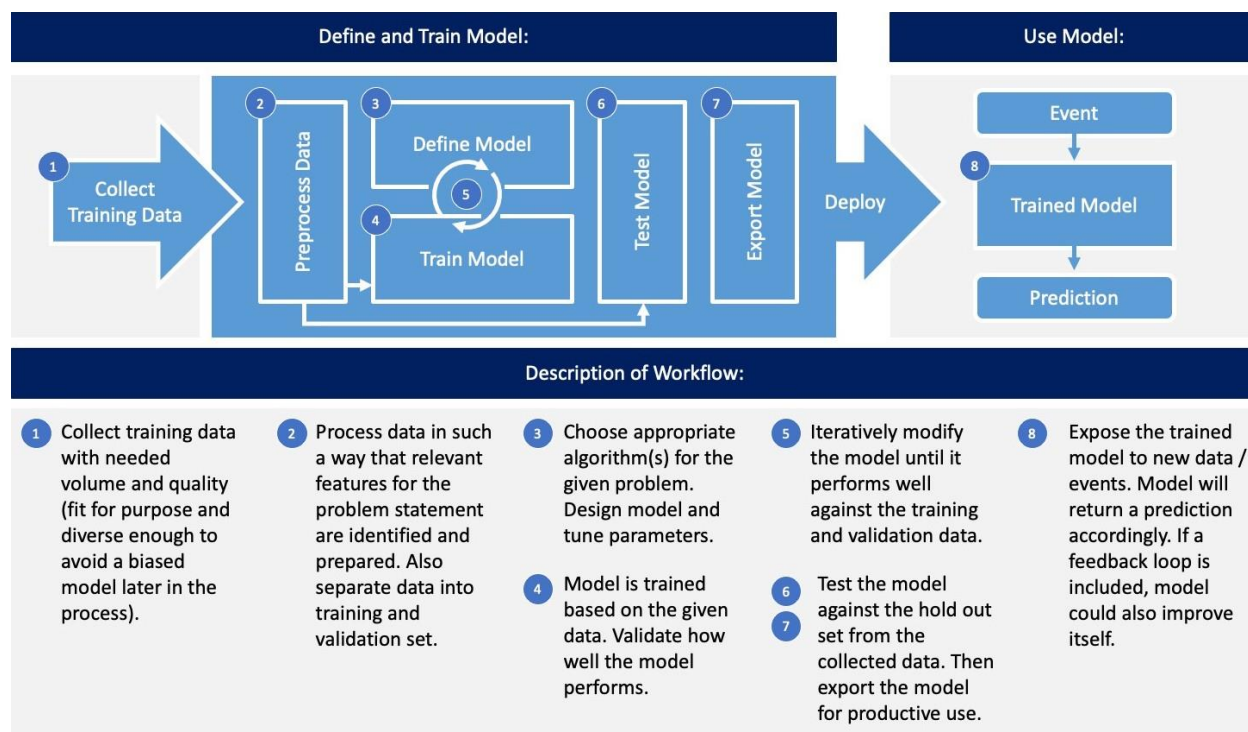 Define and Train Model:
Use Model:
1
Collect
Training Data
2
Preprocess Data
3
Define Model
5
4
Train Model
6
Test Model
7
Export Model
Deploy
Event
8
Trained Model
Prediction
Description of Workflow:
1
Collect training data
with needed
volume and quality
(fit for purpose and
diverse enough to
avoid a biased
model later in the
process).
2
Process data in such
a way that relevant
features for the
problem statement
are identified and
prepared. Also
separate data into
training and
validation set.
3
Choose appropriate
algorithm(s) for the
given problem.
Design model and
tune parameters.
4
Model is trained
based on the given
data. Validate how
well the model
performs.
5
Iteratively modify
the model until it
performs well
against the training
and validation data.
6
7
Test the model
against the hold out
set from the
collected data. Then
export the model
for productive use.
8
Expose the trained
model to new data /
events. Model will
return a prediction
accordingly. If a
feedback loop is
included, model
could also improve
itself.